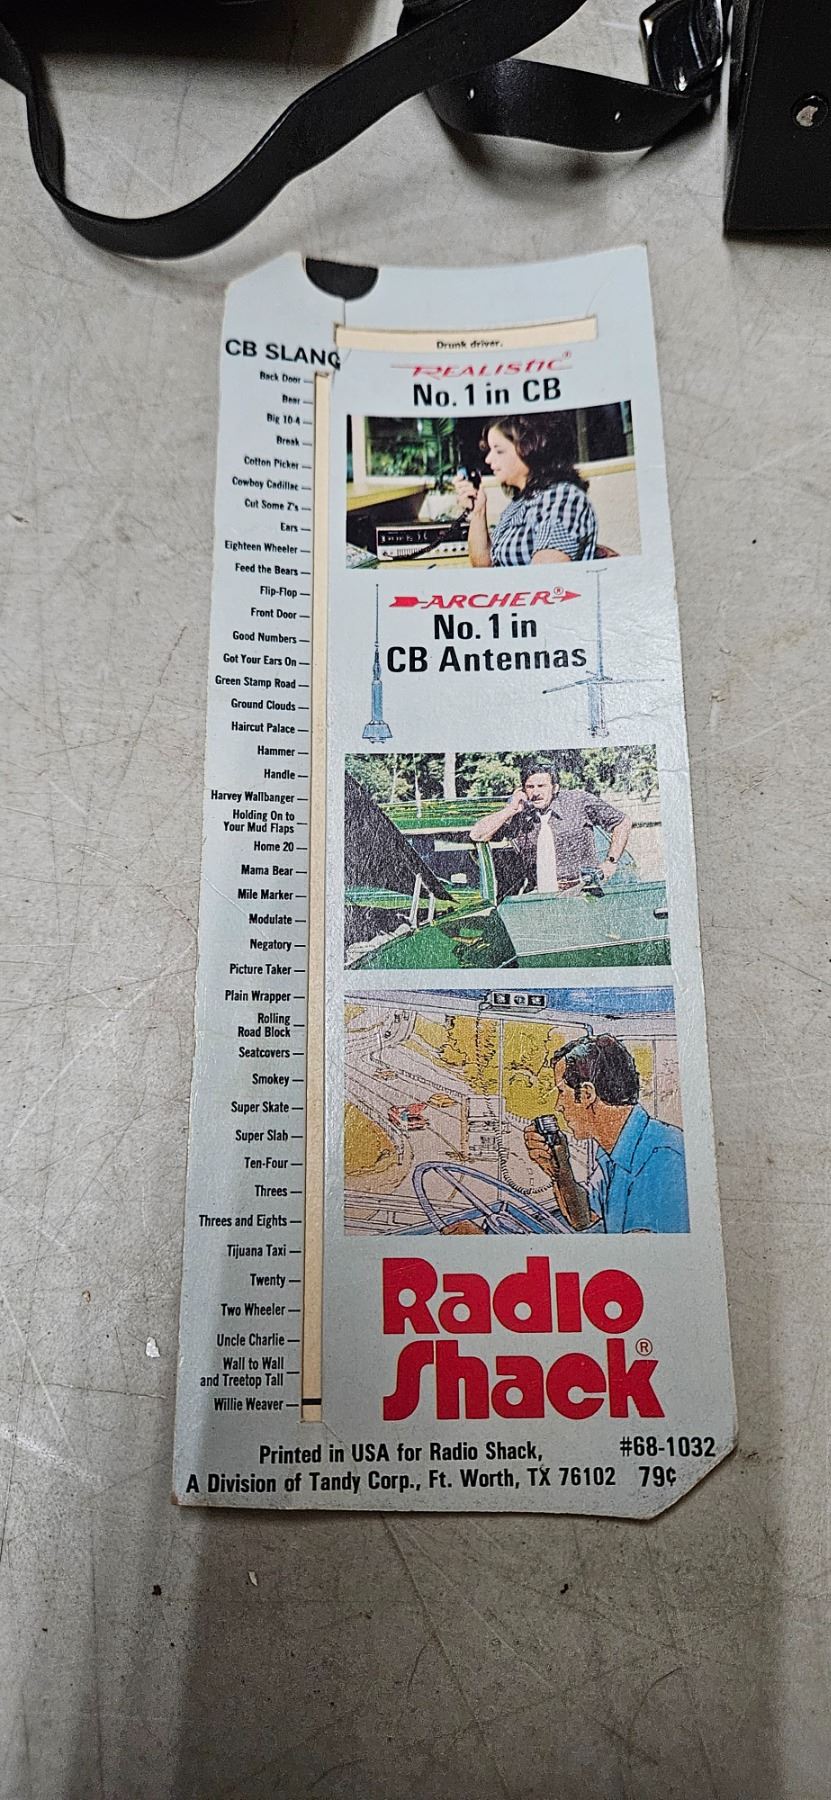 Drunk driver.
CB SLANG
Back Door
Bear
Big 10-4
Break
Cotton Picker
Cowboy Cadillac
Cut Some Z's
Ears
Eighteen Wheeler
Feed the Bears
Flip-Flop
Front Door
Good Numbers
Got Your Ears On
Green Stamp Road
Ground Clouds
Haircut Palace
Hammer
Handle
Harvey Wallbanger
Holding On to
Your Mud Flaps
Home 20
Mama Bear
Mile Marker
Modulate
Negatory
Picture Taker
Plain Wrapper
Rolling
Road Block
Seatcovers
Smokey
Super Skate
Super Slab
Ten-Four
Threes
Threes and Eights
Tijuana Taxi
Twenty
Two Wheeler
Uncle Charlie
Wall to Wall
and Treetop Tall
Willie Weaver
REALISTIC®
No. 1 in CB
ARCHER®
No. 1 in
CB Antennas
Radio
Shack®
Printed in USA for Radio Shack, #68-1032
A Division of Tandy Corp., Ft. Worth, TX 76102 79¢